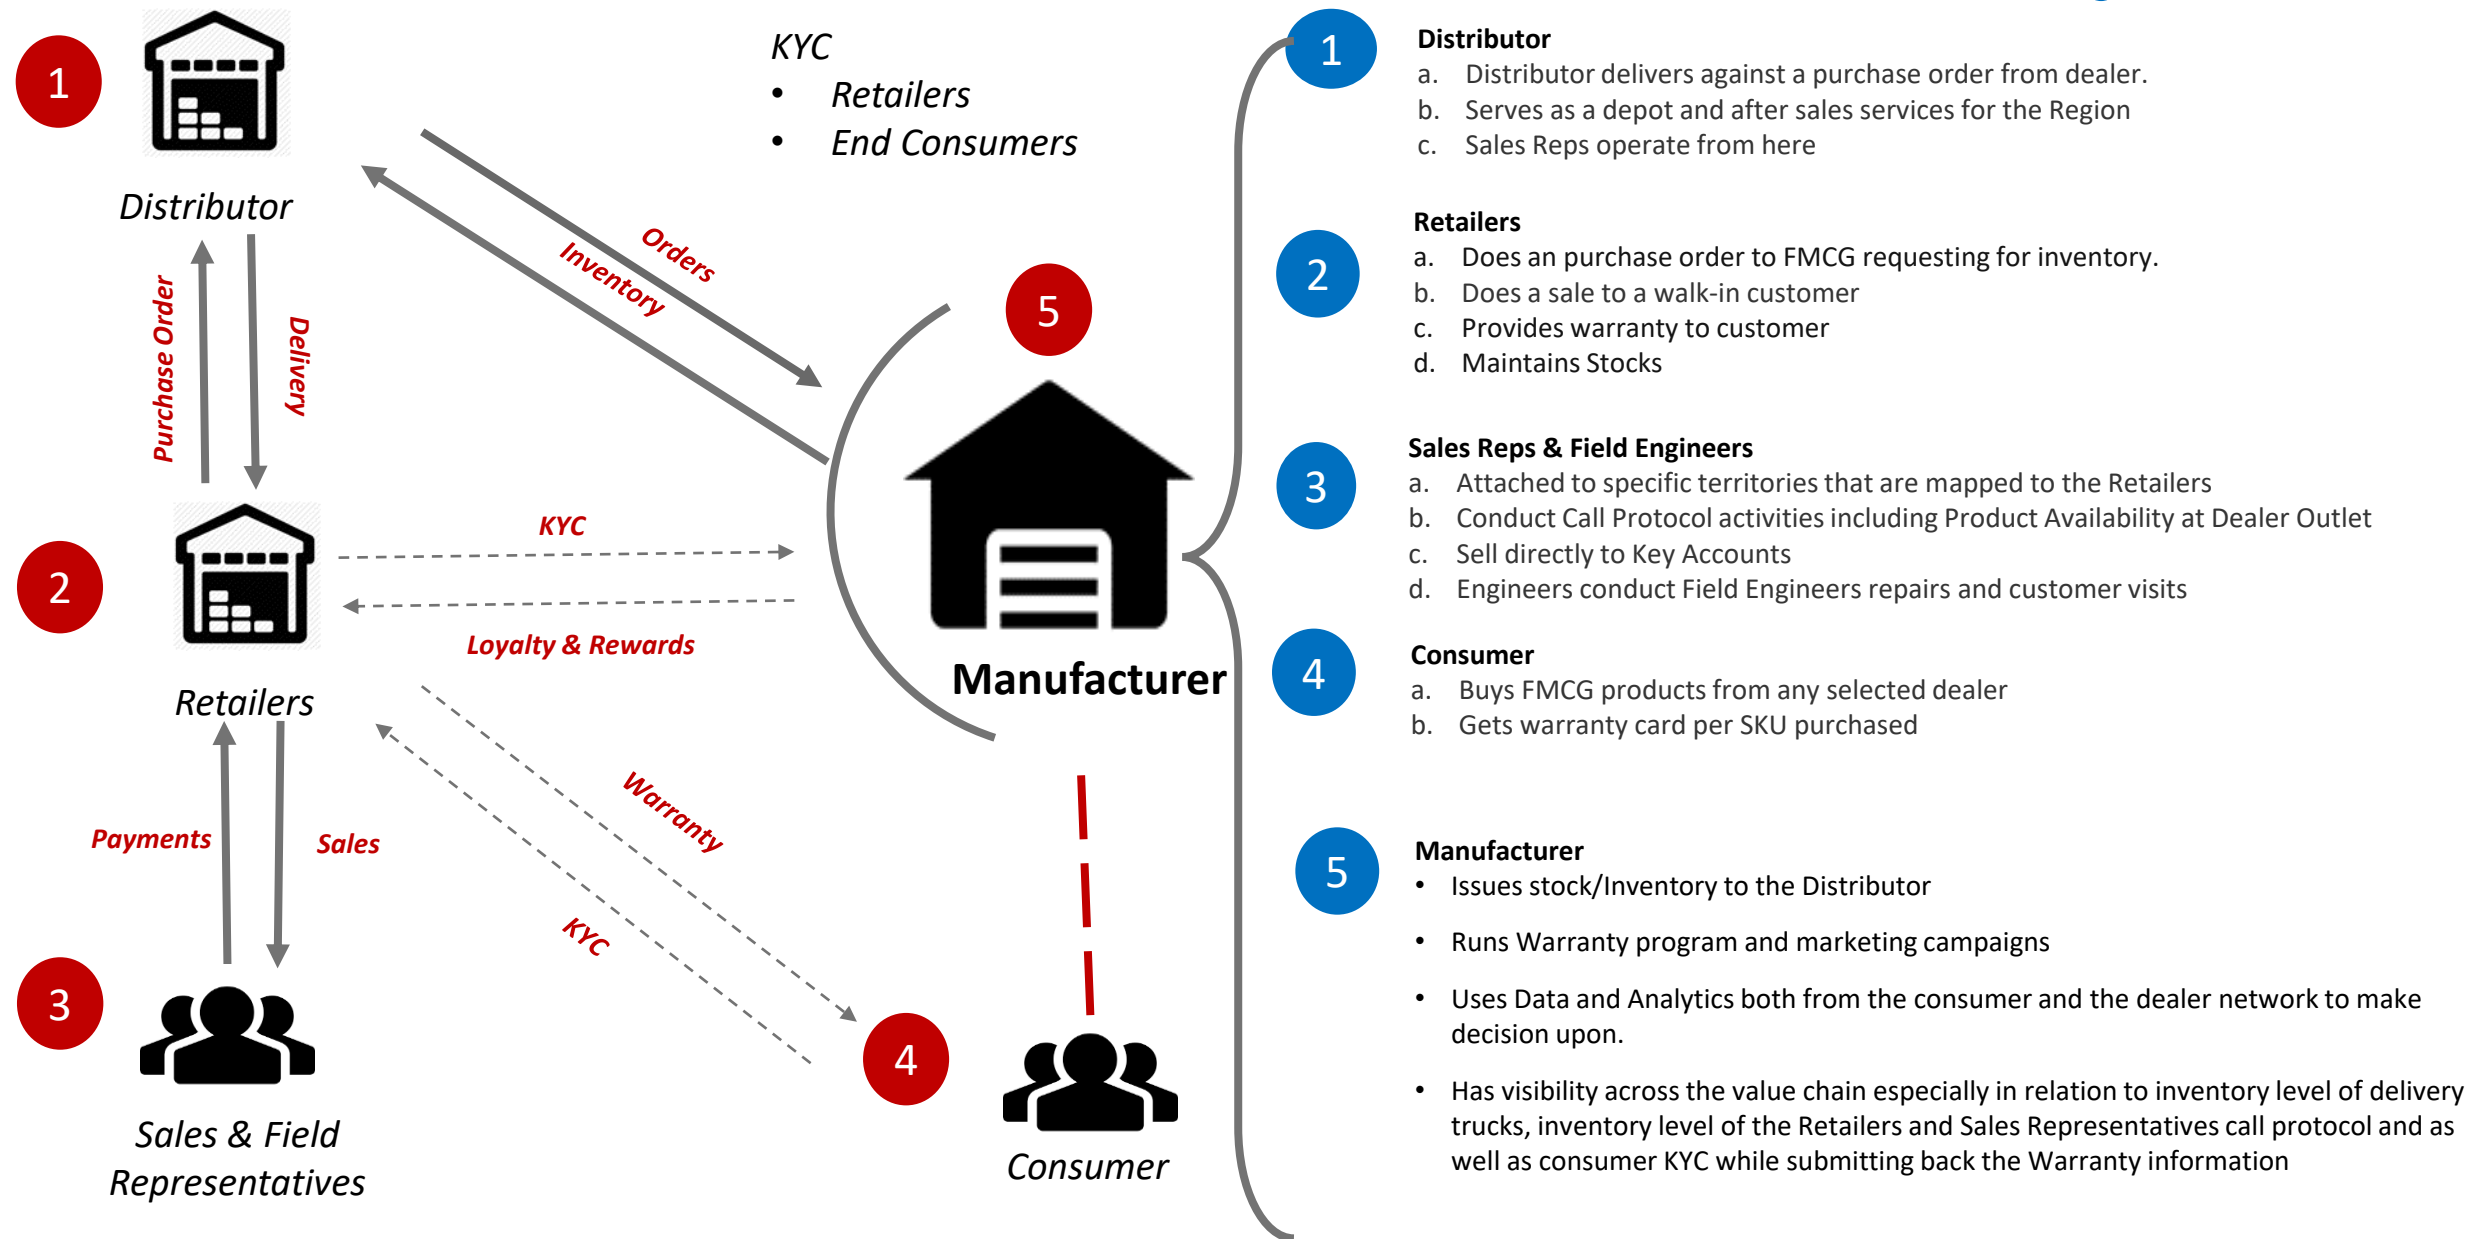 1
Distributor
KYC
• Retailers
• End Consumers
Orders
Inventory
Purchase Order
Delivery
5
Manufacturer
2
Retailers
KYC
Loyalty & Rewards
Payments
Sales
Warranty
KYC
3
Sales & Field
Representatives
4
Consumer
1
Distributor
a. Distributor delivers against a purchase order from dealer.
b. Serves as a depot and after sales services for the Region
c. Sales Reps operate from here
2
Retailers
a. Does an purchase order to FMCG requesting for inventory.
b. Does a sale to a walk-in customer
c. Provides warranty to customer
d. Maintains Stocks
3
Sales Reps & Field Engineers
a. Attached to specific territories that are mapped to the Retailers
b. Conduct Call Protocol activities including Product Availability at Dealer Outlet
c. Sell directly to Key Accounts
d. Engineers conduct Field Engineers repairs and customer visits
4
Consumer
a. Buys FMCG products from any selected dealer
b. Gets warranty card per SKU purchased
5
Manufacturer
• Issues stock/Inventory to the Distributor
• Runs Warranty program and marketing campaigns
• Uses Data and Analytics both from the consumer and the dealer network to make
decision upon.
• Has visibility across the value chain especially in relation to inventory level of delivery
trucks, inventory level of the Retailers and Sales Representatives call protocol and as
well as consumer KYC while submitting back the Warranty information